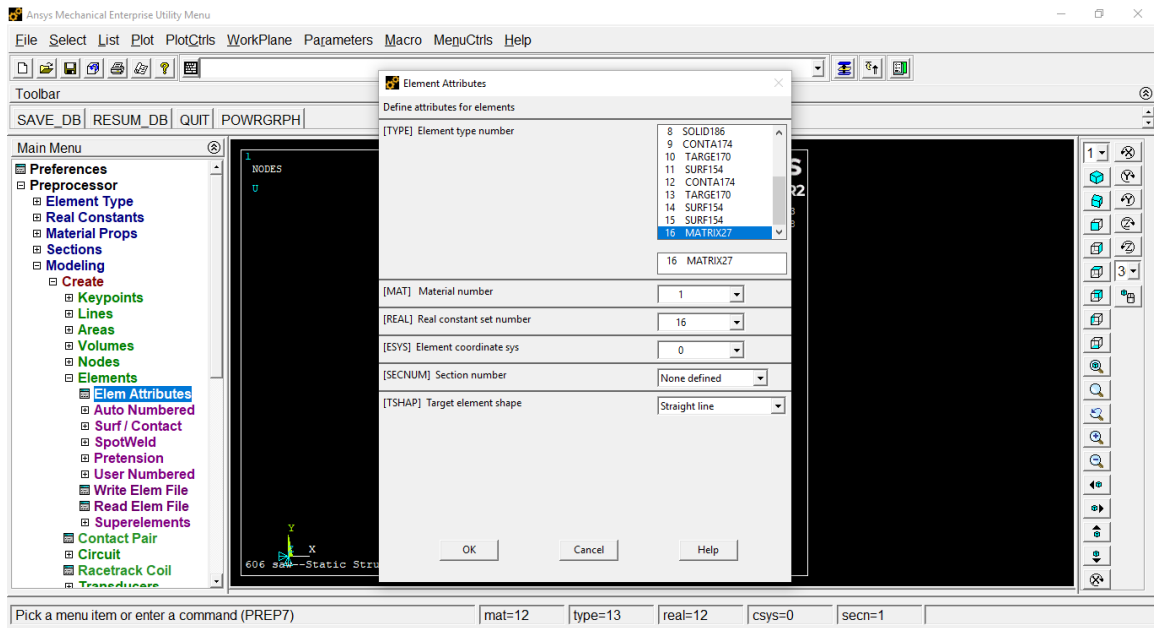 Ansys Mechanical Enterprise Utility Menu
File Select List Plot PlotCtrls WorkPlane Parameters Macro MenuCtrls Help
Toolbar
SAVE_DB RESUM_DB QUIT POWRGRPH
Main Menu
Preferences
Preprocessor
Element Type
Real Constants
Material Props
Sections
Modeling
Create
Keypoints
Lines
Areas
Volumes
Nodes
Elements
Elem Attributes
Auto Numbered
Surf / Contact
SpotWeld
Pretension
User Numbered
Write Elem File
Read Elem File
Superelements
Contact Pair
Circuit
Racetrack Coil
Transducers
1
NODES
U
Y
X
606 saw--Static Stru
S
R2
Element Attributes
Define attributes for elements
[TYPE] Element type number
8 SOLID186
9 CONTA174
10 TARGE170
11 SURF154
12 CONTA174
13 TARGE170
14 SURF154
15 SURF154
16 MATRIX27
16 MATRIX27
[MAT] Material number
1
[REAL] Real constant set number
16
[ESYS] Element coordinate sys
0
[SECNUM] Section number
None defined
[TSHAP] Target element shape
Straight line
OK Cancel Help
1
3
Pick a menu item or enter a command (PREP7) mat=12 type=13 real=12 csys=0 secn=1